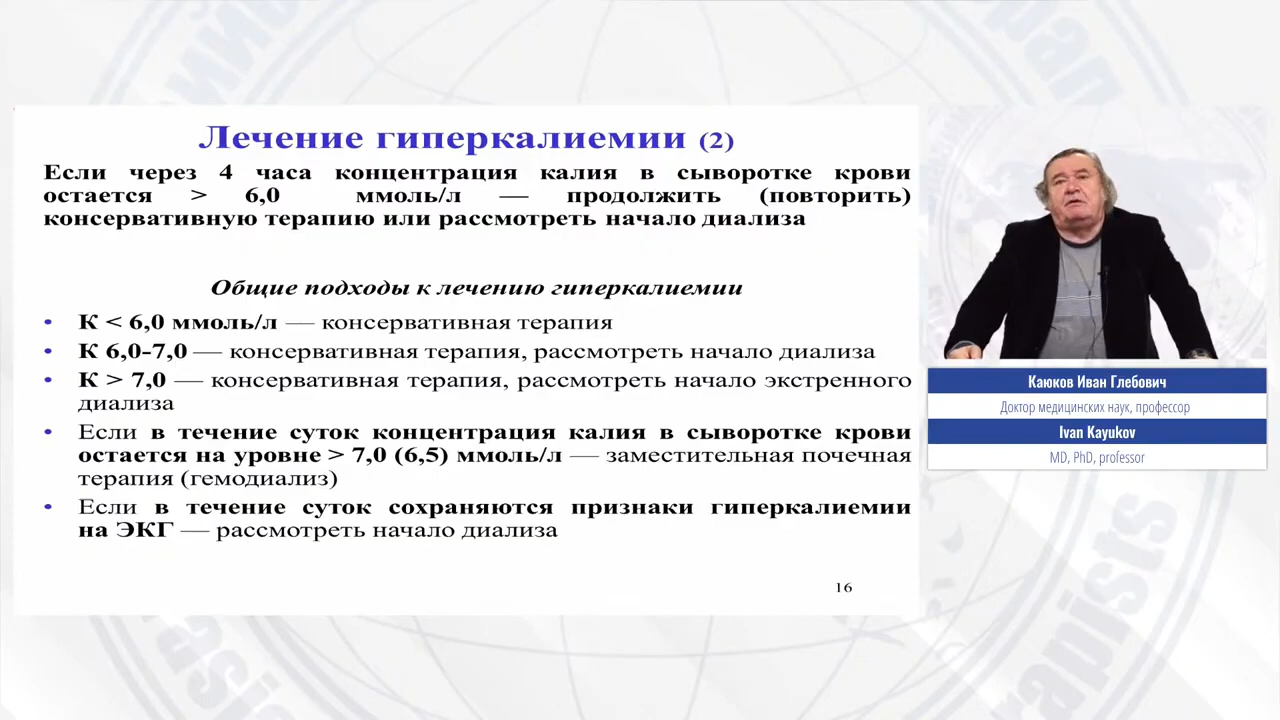 Лечение гиперкалиемии (2)
Если через 4 часа концентрация калия в сыворотке крови
остается > 6,0 ммоль/л — продолжить (повторить)
консервативную терапию или рассмотреть начало диализа
Общие подходы к лечению гиперкалиемии
• К < 6,0 ммоль/л — консервативная терапия
• К 6,0-7,0 — консервативная терапия, рассмотреть начало диализа
• К > 7,0 — консервативная терапия, рассмотреть начало экстренного
диализа
• Если в течение суток концентрация калия в сыворотке крови
остается на уровне > 7,0 (6,5) ммоль/л — заместительная почечная
терапия (гемодиализ)
• Если в течение суток сохраняются признаки гиперкалиемии
на ЭКГ — рассмотреть начало диализа
16
Каюков Иван Глебович
Доктор медицинских наук, профессор
Ivan Kayukov
MD, PhD, professor